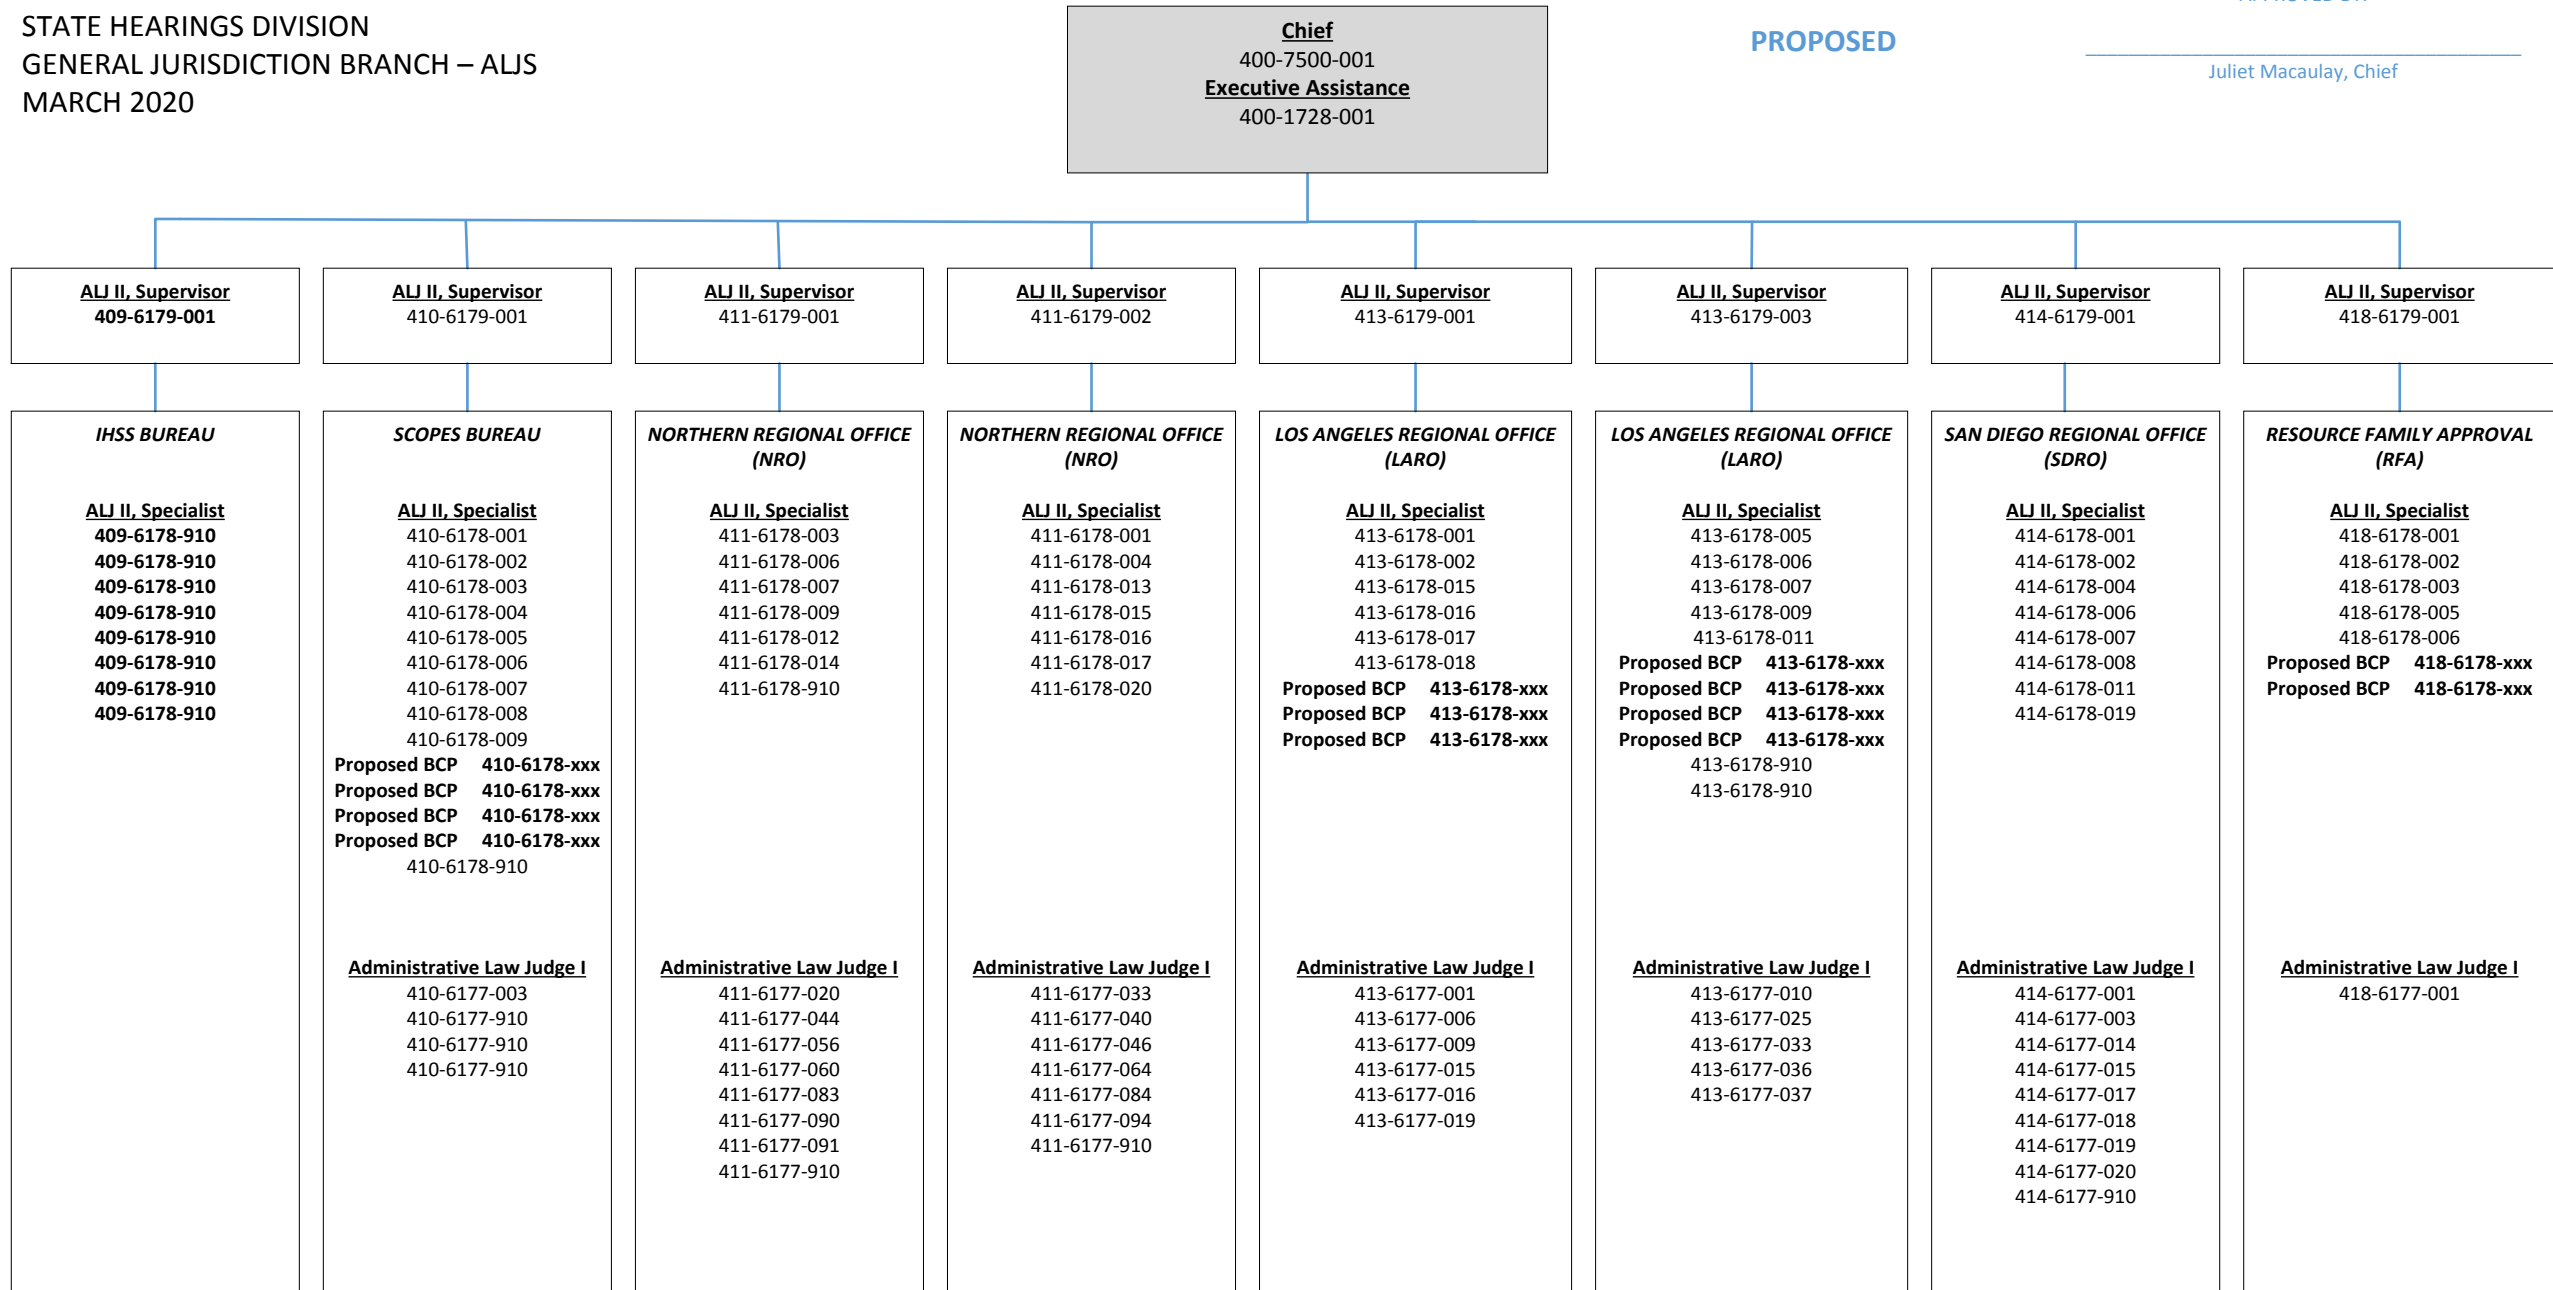 STATE HEARINGS DIVISION
GENERAL JURISDICTION BRANCH – ALJS
MARCH 2020
Chief
400-7500-001
Executive Assistance
400-1728-001
PROPOSED
Juliet Macaulay, Chief
ALJ II, Supervisor
409-6179-001
ALJ II, Supervisor
410-6179-001
ALJ II, Supervisor
411-6179-001
ALJ II, Supervisor
411-6179-002
ALJ II, Supervisor
413-6179-001
ALJ II, Supervisor
413-6179-003
ALJ II, Supervisor
414-6179-001
ALJ II, Supervisor
418-6179-001
IHSS BUREAU
ALJ II, Specialist
409-6178-910
409-6178-910
409-6178-910
409-6178-910
409-6178-910
409-6178-910
409-6178-910
409-6178-910
SCOPES BUREAU
ALJ II, Specialist
410-6178-001
410-6178-002
410-6178-003
410-6178-004
410-6178-005
410-6178-006
410-6178-007
410-6178-008
410-6178-009
Proposed BCP 410-6178-xxx
Proposed BCP 410-6178-xxx
Proposed BCP 410-6178-xxx
Proposed BCP 410-6178-xxx
410-6178-910
Administrative Law Judge I
410-6177-003
410-6177-910
410-6177-910
410-6177-910
NORTHERN REGIONAL OFFICE
(NRO)
ALJ II, Specialist
411-6178-003
411-6178-006
411-6178-007
411-6178-009
411-6178-012
411-6178-014
411-6178-910
Administrative Law Judge I
411-6177-020
411-6177-044
411-6177-056
411-6177-060
411-6177-083
411-6177-090
411-6177-091
411-6177-910
NORTHERN REGIONAL OFFICE
(NRO)
ALJ II, Specialist
411-6178-001
411-6178-004
411-6178-013
411-6178-015
411-6178-016
411-6178-017
411-6178-020
Administrative Law Judge I
411-6177-033
411-6177-040
411-6177-046
411-6177-064
411-6177-084
411-6177-094
411-6177-910
LOS ANGELES REGIONAL OFFICE
(LARO)
ALJ II, Specialist
413-6178-001
413-6178-002
413-6178-015
413-6178-016
413-6178-017
413-6178-018
Proposed BCP 413-6178-xxx
Proposed BCP 413-6178-xxx
Proposed BCP 413-6178-xxx
Administrative Law Judge I
413-6177-001
413-6177-006
413-6177-009
413-6177-015
413-6177-016
413-6177-019
LOS ANGELES REGIONAL OFFICE
(LARO)
ALJ II, Specialist
413-6178-005
413-6178-006
413-6178-007
413-6178-009
413-6178-011
Proposed BCP 413-6178-xxx
Proposed BCP 413-6178-xxx
Proposed BCP 413-6178-xxx
Proposed BCP 413-6178-xxx
413-6178-910
413-6178-910
Administrative Law Judge I
413-6177-010
413-6177-025
413-6177-033
413-6177-036
413-6177-037
SAN DIEGO REGIONAL OFFICE
(SDRO)
ALJ II, Specialist
414-6178-001
414-6178-002
414-6178-004
414-6178-006
414-6178-007
414-6178-008
414-6178-011
414-6178-019
Administrative Law Judge I
414-6177-001
414-6177-003
414-6177-014
414-6177-015
414-6177-017
414-6177-018
414-6177-019
414-6177-020
414-6177-910
RESOURCE FAMILY APPROVAL
(RFA)
ALJ II, Specialist
418-6178-001
418-6178-002
418-6178-003
418-6178-005
418-6178-006
Proposed BCP 418-6178-xxx
Proposed BCP 418-6178-xxx
Administrative Law Judge I
418-6177-001